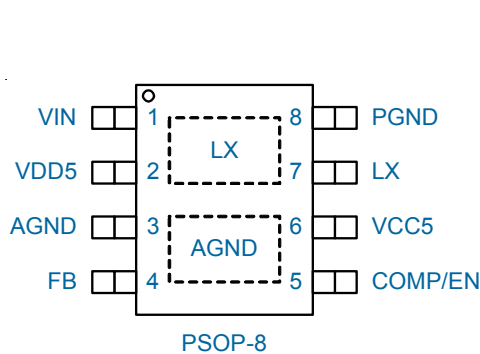 VIN 1 8 PGND
LX
VDD5 2 7 LX
AGND 3 6 VCC5
AGND
FB 4 5 COMP/EN
PSOP-8